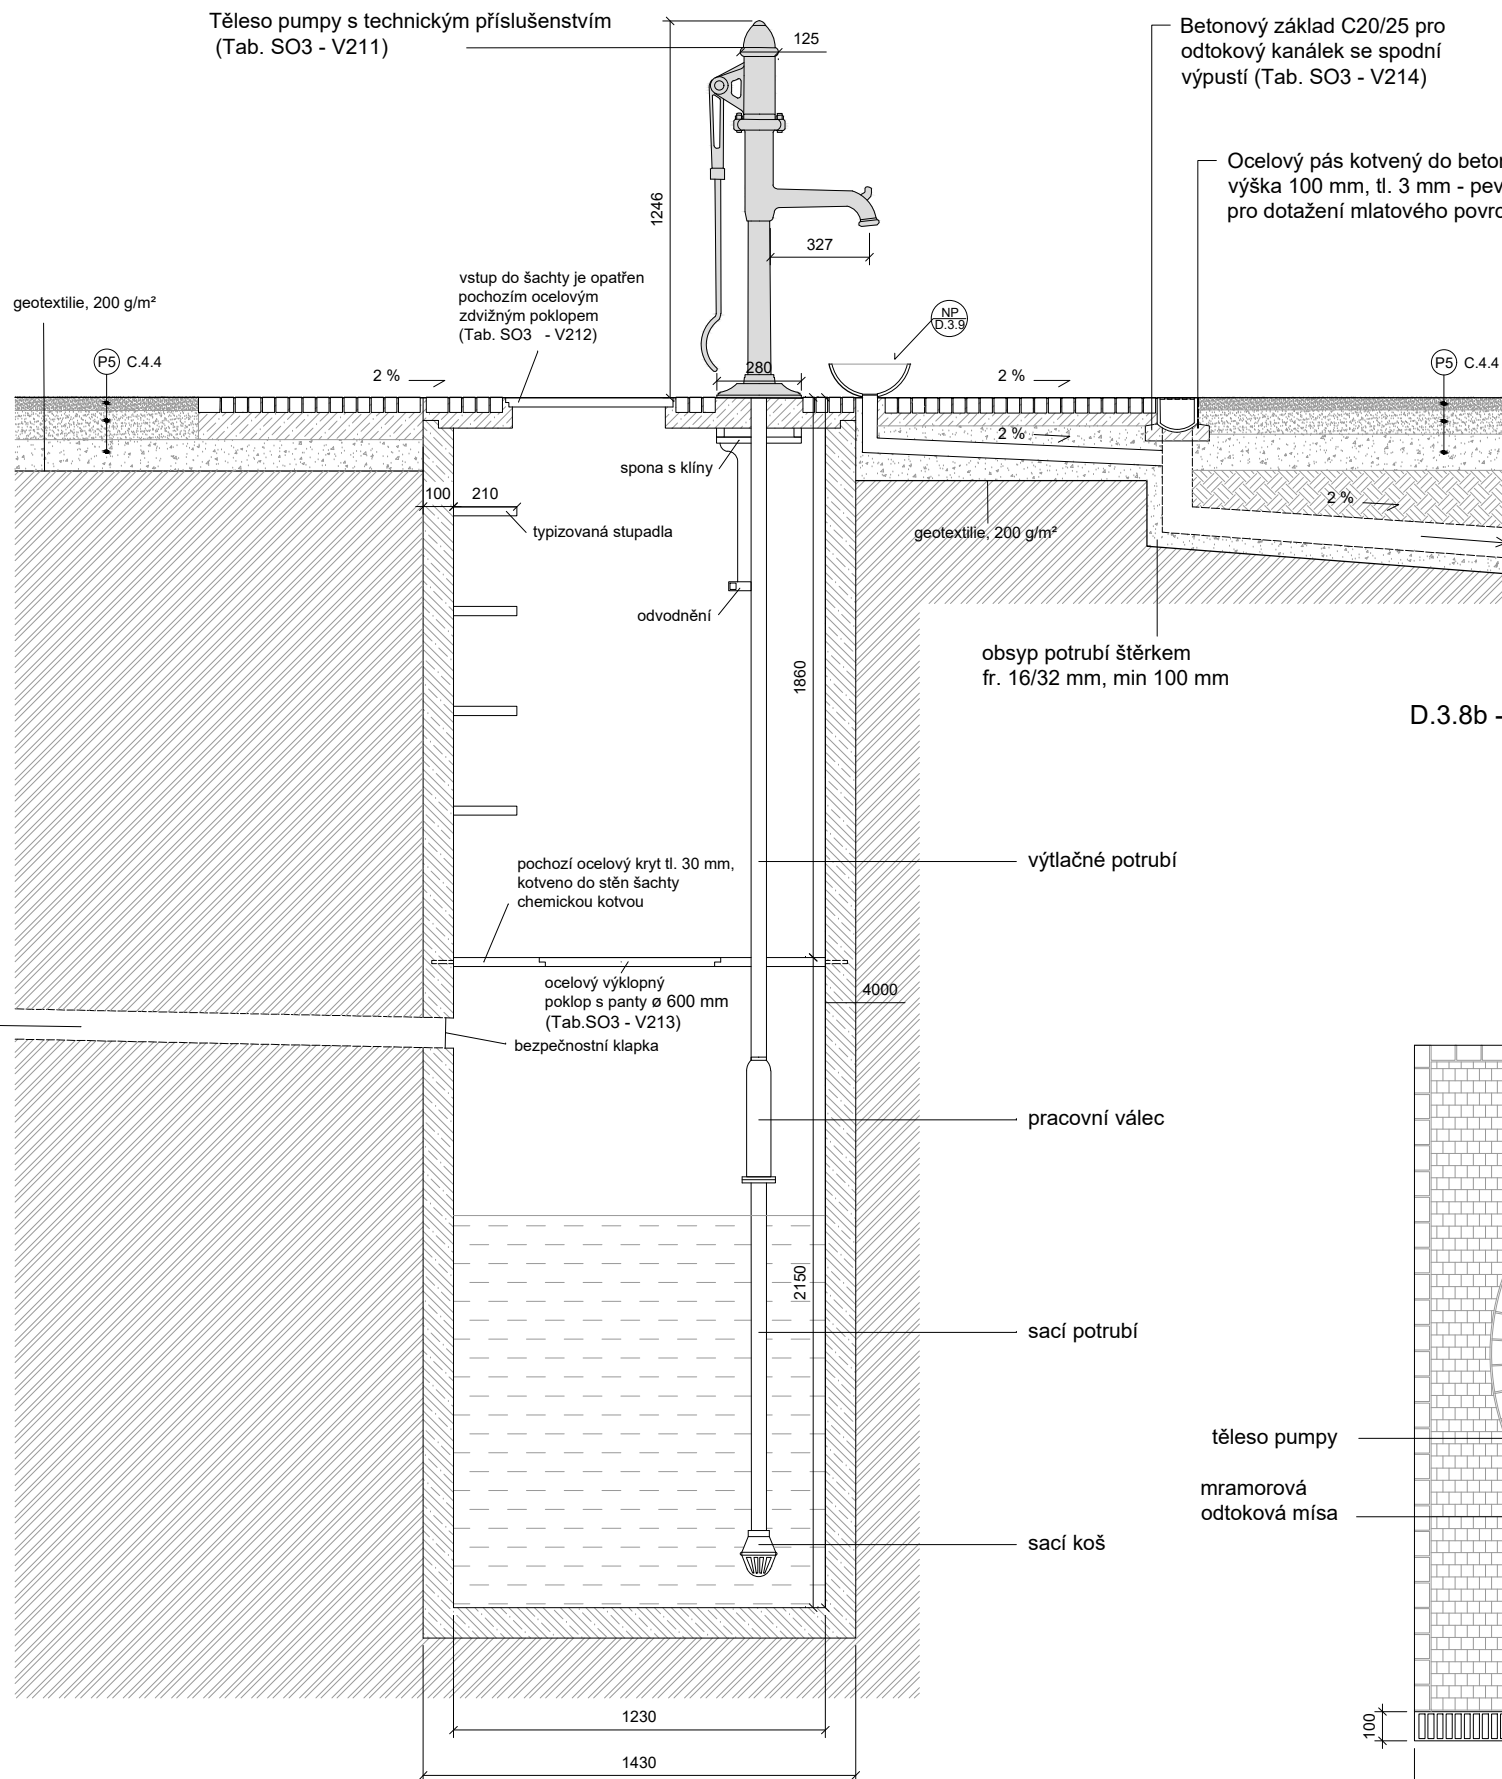 Těleso pumpy s technickým příslušenstvím
(Tab. SO3 - V211)
125
Betonový základ C20/25 pro
odtokový kanálek se spodní
výpustí (Tab. SO3 - V214)
Ocelový pás kotvený do
výška 100 mm, tl. 3 mm -
pro dotažení mlatového
1246
327
vstup do šachty je opatřen
pochozím ocelovým
zdvižným poklopem
(Tab. SO3 - V212)
geotextilie, 200 g/m²
NP
D.3.9
P5 C.4.4
2 %
280
2 %
P5 C.4.4
2 %
spona s klíny
100
210
2 %
typizovaná stupadla
geotextilie, 200 g/m²
odvodnění
obsyp potrubí štěrkem
fr. 16/32 mm, min 100 mm
1860
D.3.8b -
pochozí ocelový kryt tl. 30 mm,
kotveno do stěn šachty
chemickou kotvou
výtlačné potrubí
ocelový výklopný
poklop s panty ø 600 mm
(Tab.SO3 - V213)
4000
bezpečnostní klapka
pracovní válec
2150
sací potrubí
těleso pumpy
mramorová
odtoková mísa
sací koš
1230
100
1430